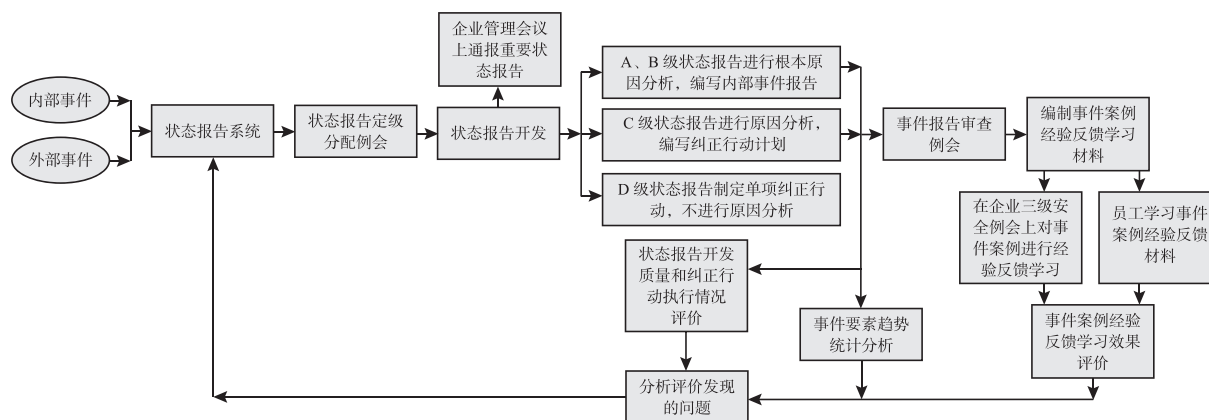 内部事件
外部事件
状态报告系统
状态报告定级
分配例会
企业管理会议
上通报重要状
态报告
状态报告开发
A、B 级状态报告进行根本原
因分析，编写内部事件报告
C 级状态报告进行原因分析，
编写纠正行动计划
D 级状态报告制定单项纠正行
动，不进行原因分析
事件报告审查
例会
编制事件案例
经验反馈学习
材料
在企业三级安
全例会上对事
件案例进行经
验反馈学习
员工学习事件
案例经验反馈
材料
状态报告开发
质量和纠正行
动执行情况
评价
事件要素趋势
统计分析
事件案例经验
反馈学习效果
评价
分析评价发现
的问题